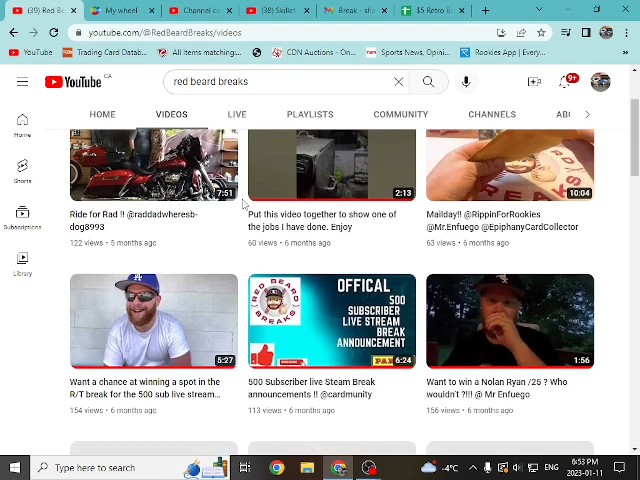 (39) Red B
My wheel
Channel co
(38) Skillet
Break - sha
$5 Retro B
youtube.com/@RedBeardBreaks/videos
YouTube
Trading Card Datab...
All Items matching:...
CDN Auctions - On...
Sports News, Opini...
Rookies App | Every...
YouTube CA
red beard breaks
9+
HOME
VIDEOS
LIVE
PLAYLISTS
COMMUNITY
CHANNELS
Home
Shorts
Subscriptions
Library
7:51
2:13
10:04
Ride for Rad !! @raddadwheresb-
dog8993
122 views • 5 months ago
Put this video together to show one of
the jobs I have done. Enjoy
60 views • 6 months ago
Mailday!! @RippinForRookies
@Mr.Enfuego @EpiphanyCardCollector
63 views • 6 months ago
5:27
RED BEARD
BREAKS
OFFICAL
500
SUBSCRIBER
LIVE STREAM
BREAK
ANNOUNCEMENT
6:24
1:56
Want a chance at winning a spot in the
R/T break for the 500 sub live stream...
154 views • 6 months ago
500 Subscriber live Steam Break
announcements !! @cardmunity
113 views • 6 months ago
Want to win a Nolan Ryan /25 ? Who
wouldn't ?!!! @ Mr Enfuego
156 views • 6 months ago
Type here to search
-4°C
ENG
6:53 PM
2023-01-11